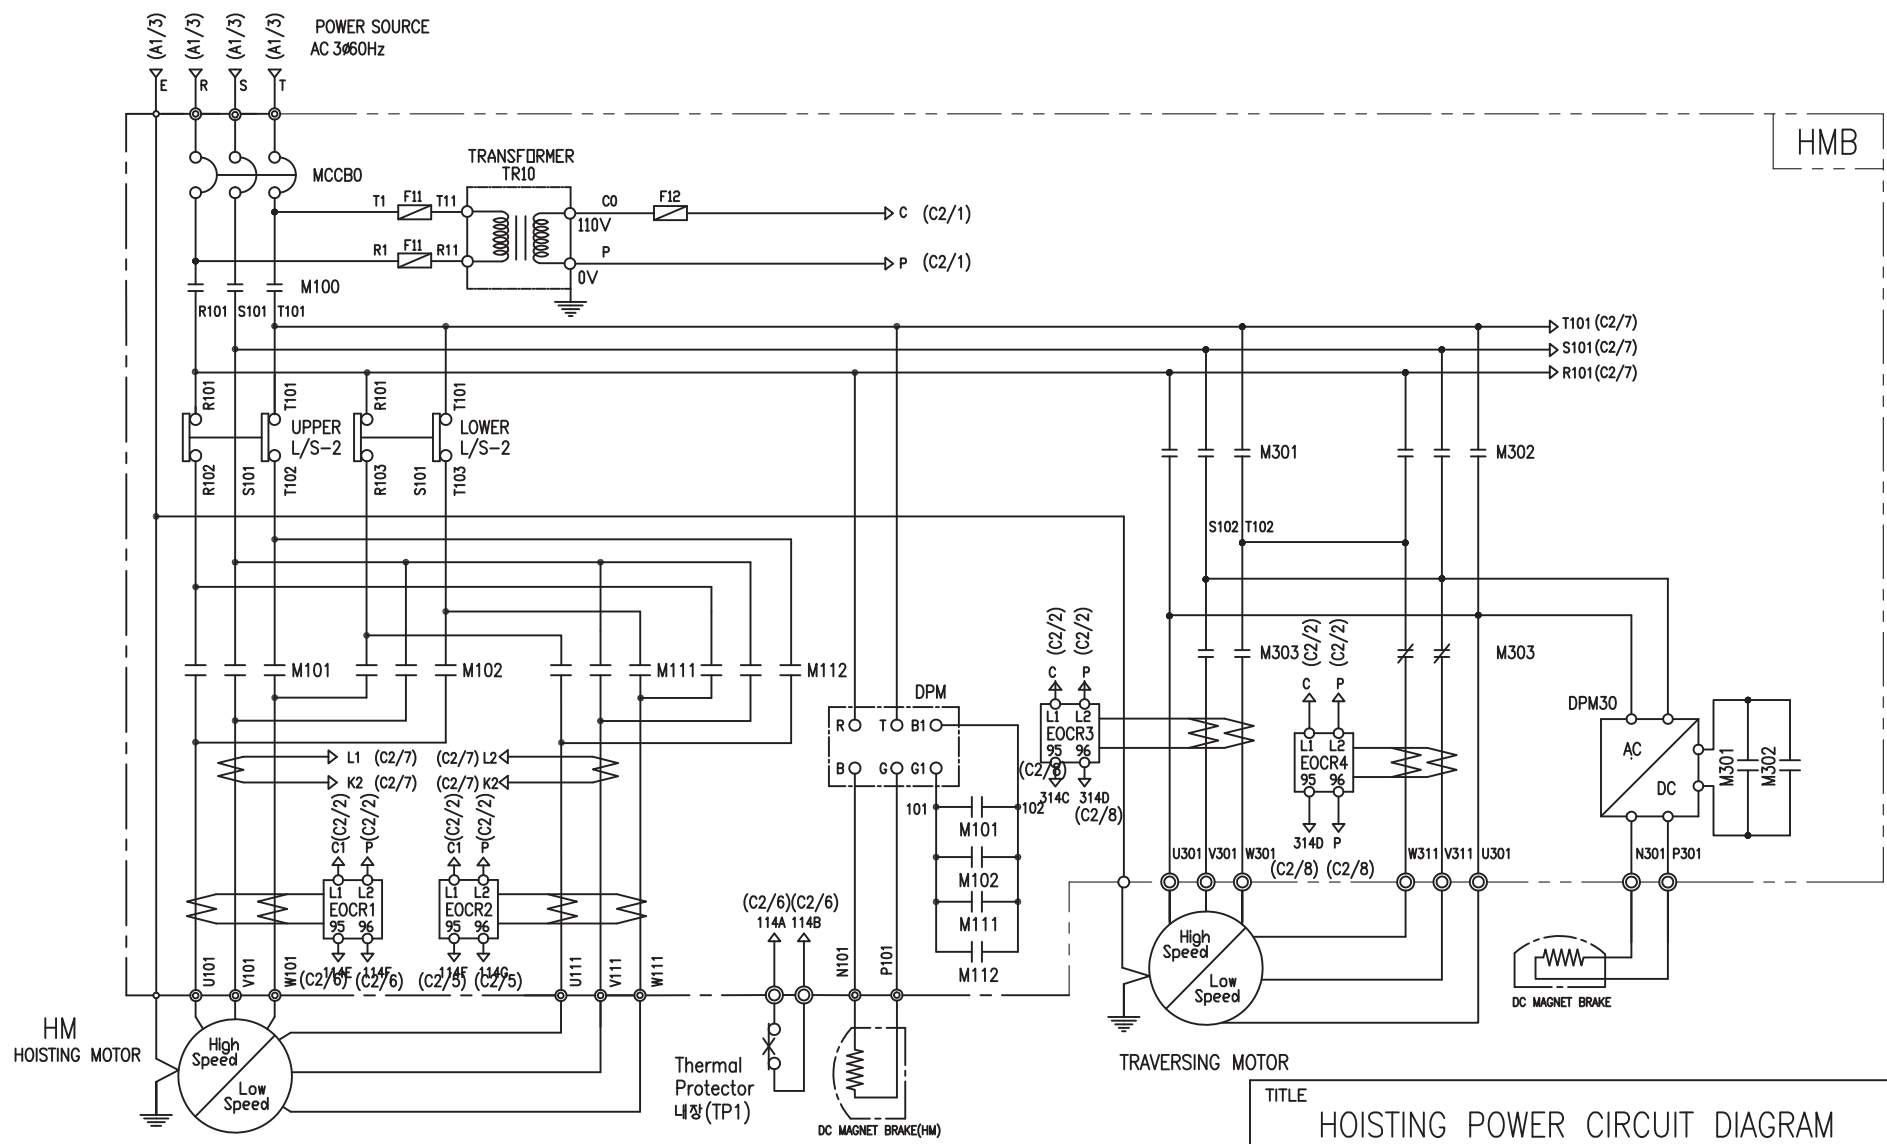 (A1/3) (A1/3) (A1/3) (A1/3)
POWER SOURCE
AC 3ø60Hz
E R S T
HMB
MCCB0
TRANSFORMER
TR10
T1 F11 T11
C0 F12
110V
C (C2/1)
R1 F11 R11
P
0V
P (C2/1)
M100
R101 S101 T101
T101 (C2/7)
S101 (C2/7)
R101 (C2/7)
R101 T101 R101 T101
UPPER
L/S-2
LOWER
L/S-2
R102 S101 T102 R103 S101 T103
M301 M302
S102 T102
M101 M102 M111 M112
M303 M303
(C2/2) (C2/2)
C P
L1 L2
EOCR3
95 96
(C2/8)
314C 314D
(C2/8)
(C2/2) (C2/2)
C P
L1 L2
EOCR4
95 96
314D P
(C2/8) (C2/8)
DPM
R T B1
B G G1
101 102
M101
M102
M111
M112
DPM30
AC
DC
M301 M302
L1 (C2/7) (C2/7) L2
K2 (C2/7) (C2/7) K2
(C2/2) (C2/2) (C2/2) (C2/2)
C1 P C1 P
L1 L2 L1 L2
EOCR1 EOCR2
95 96 95 96
114E 114F 114F 114G
(C2/6) (C2/6) (C2/5) (C2/5)
U101 V101 W101
U111 V111 W111
(C2/6) (C2/6)
114A 114B
N101 P101
U301 V301 W301
W311 V311 U301
N301 P301
High
Speed
Low
Speed
DC MAGNET BRAKE
HM
HOISTING MOTOR
High
Speed
Low
Speed
Thermal
Protector
내장(TP1)
DC MAGNET BRAKE(HM)
TRAVERSING MOTOR
TITLE
HOISTING POWER CIRCUIT DIAGRAM